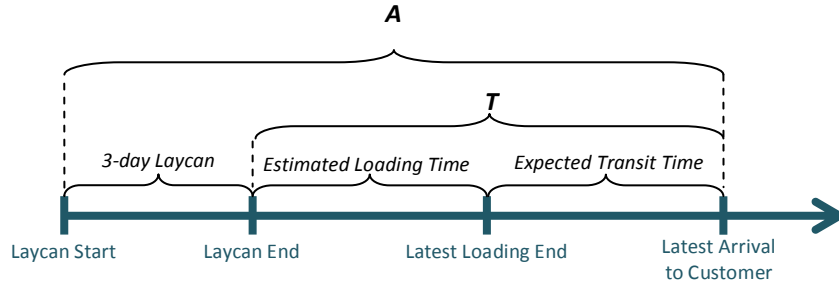 A
T
3-day Laycan
Estimated Loading Time
Expected Transit Time
Laycan Start
Laycan End
Latest Loading End
Latest Arrival
to Customer